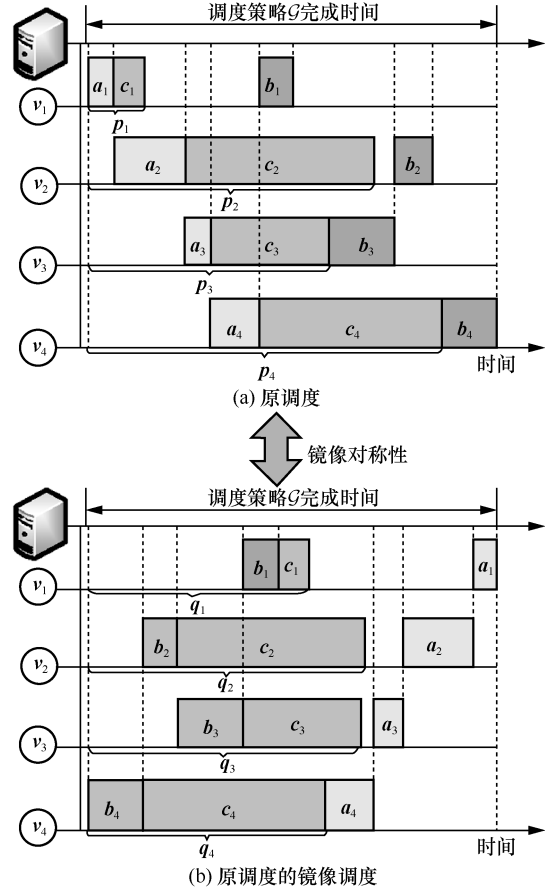 调度策略𝒢完成时间
a1 c1 b1
v1
p1
a2 c2 b2
v2
p2
a3 c3 b3
v3
p3
a4 c4 b4
v4
p4
时间
(a) 原调度
镜像对称性
调度策略𝒢完成时间
b1 c1 a1
v1
q1
b2 c2 a2
v2
q2
b3 c3 a3
v3
q3
b4 c4 a4
v4
q4
时间
(b) 原调度的镜像调度